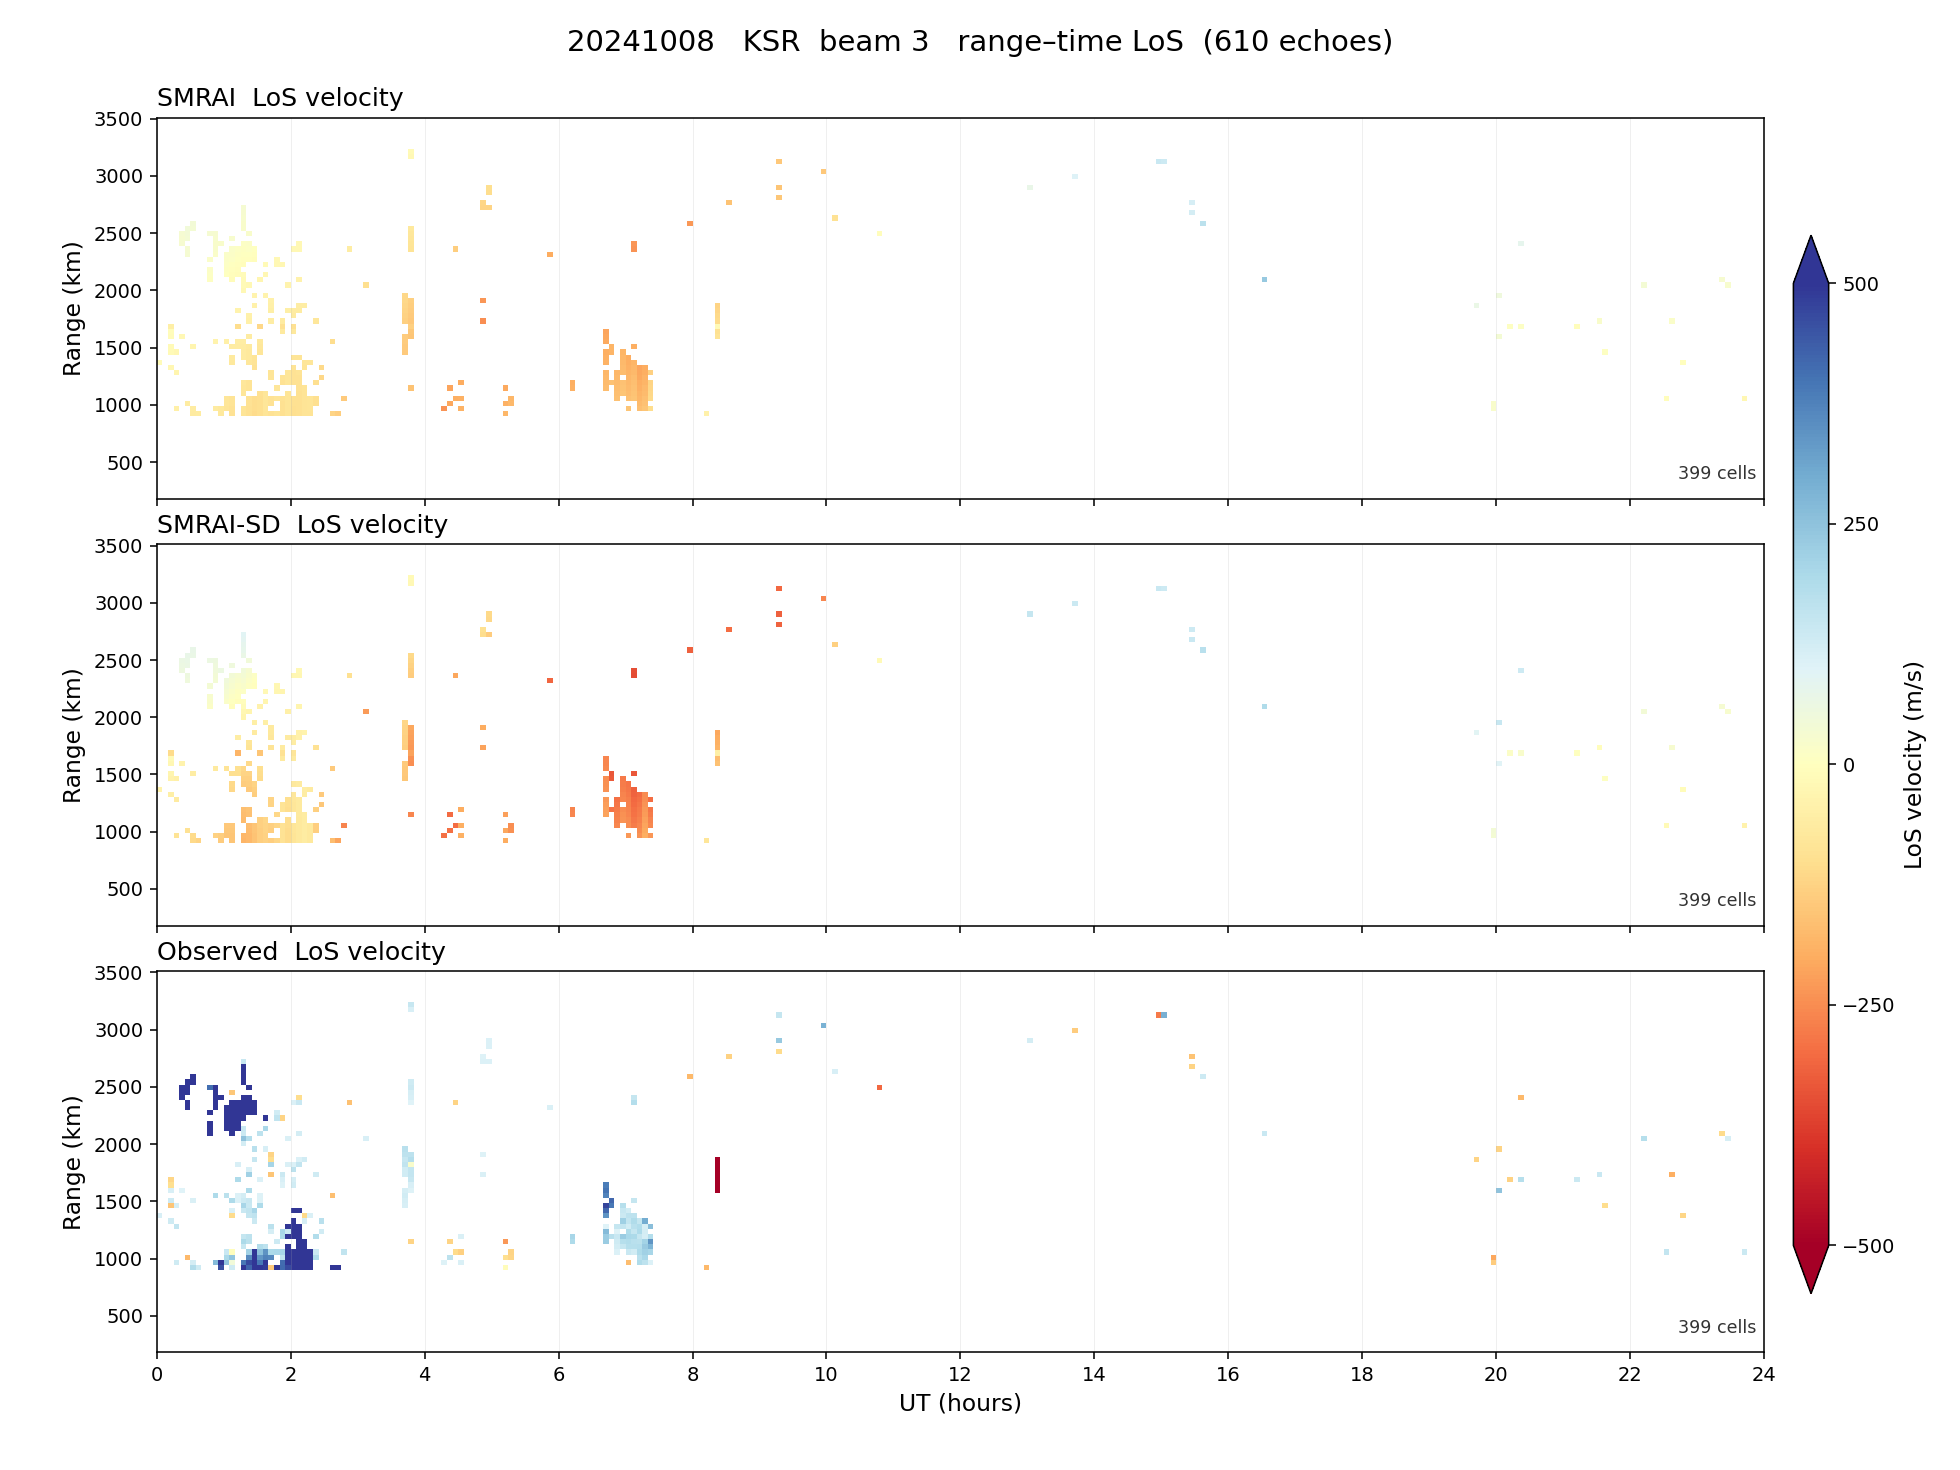 20241008   KSR  beam 3   range–time LoS  (610 echoes)
SMRAI  LoS velocity
3500
3000
2500
2000
1500
1000
500
Range (km)
399 cells
SMRAI-SD  LoS velocity
3500
3000
2500
2000
1500
1000
500
Range (km)
399 cells
Observed  LoS velocity
3500
3000
2500
2000
1500
1000
500
Range (km)
399 cells
0 2 4 6 8 10 12 14 16 18 20 22 24
UT (hours)
500
250
0
−250
−500
LoS velocity (m/s)